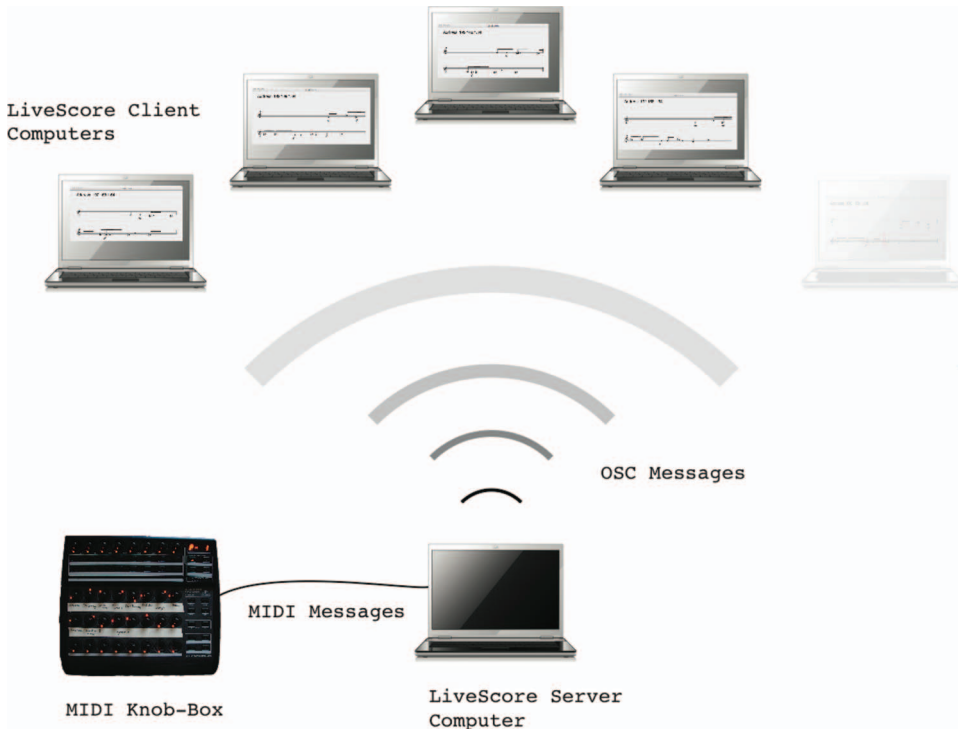 LiveScore Client
Computers
OSC Messages
MIDI Messages
MIDI Knob-Box
LiveScore Server
Computer